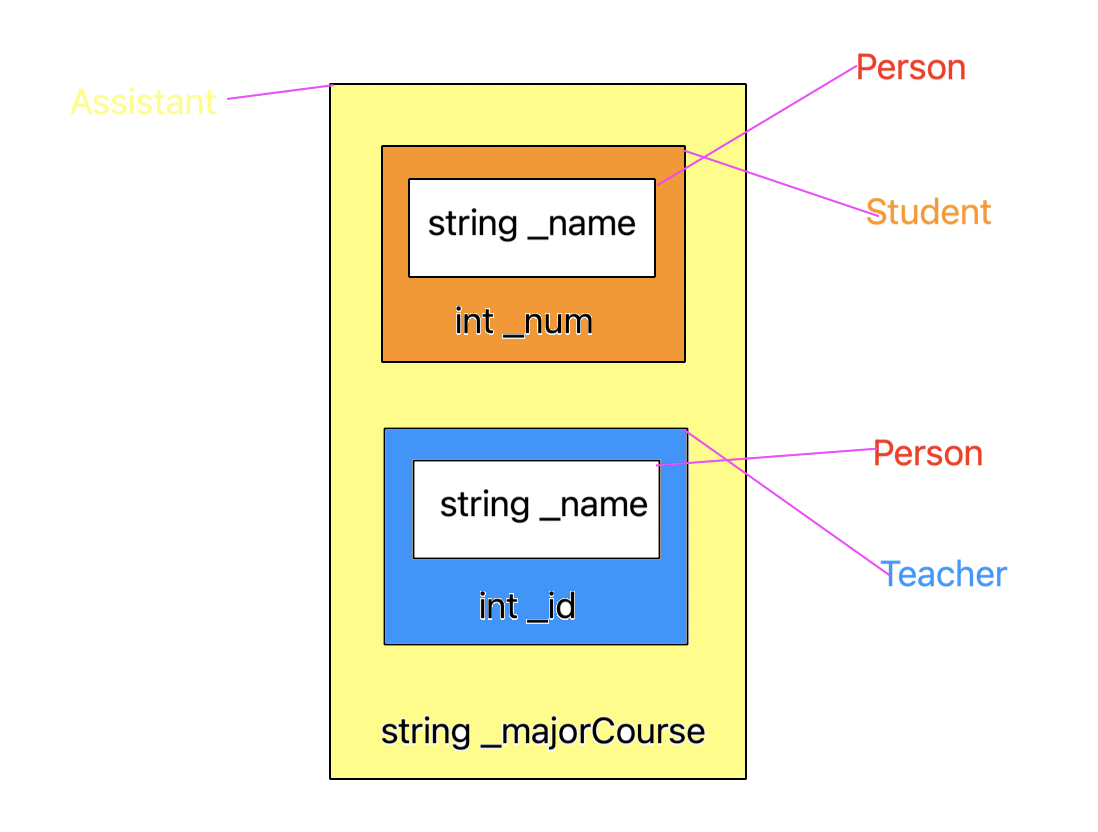 Person
Assistant
Student
string _name
int _num
Person
string _name
Teacher
int _id
string _majorCourse